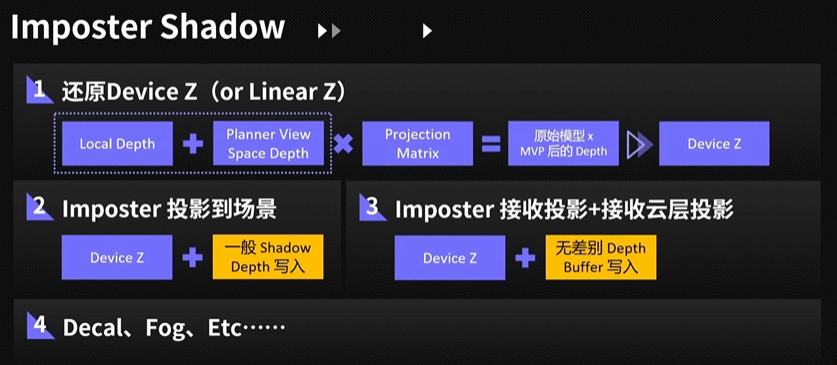 Imposter Shadow
1 还原Device Z（or Linear Z）
Local Depth
Planner View
Space Depth
Projection
Matrix
原始模型 x
MVP 后的 Depth
Device Z
2 Imposter 投影到场景
Device Z
一般 Shadow
Depth 写入
3 Imposter 接收投影+接收云层投影
Device Z
无差别 Depth
Buffer 写入
4 Decal、Fog、Etc……